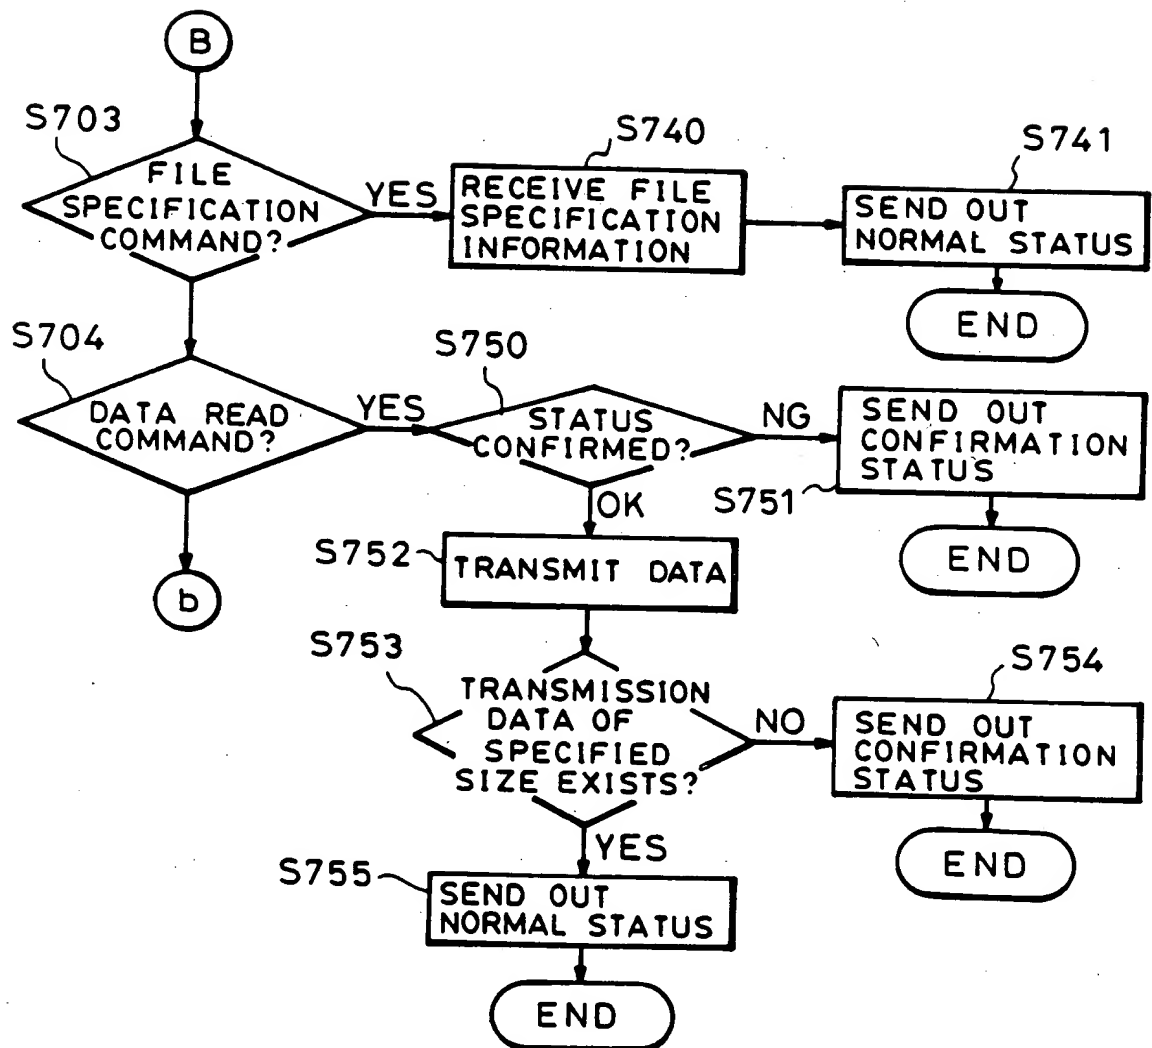 B
S703
FILE
SPECIFICATION
COMMAND?
YES
S740
RECEIVE FILE
SPECIFICATION
INFORMATION
S741
SEND OUT
NORMAL STATUS
END
S704
DATA READ
COMMAND?
YES
S750
STATUS
CONFIRMED?
NG
SEND OUT
CONFIRMATION
STATUS
S751
END
OK
b
S752
TRANSMIT DATA
S753
TRANSMISSION
DATA OF
SPECIFIED
SIZE EXISTS?
NO
S754
SEND OUT
CONFIRMATION
STATUS
END
YES
S755
SEND OUT
NORMAL STATUS
END